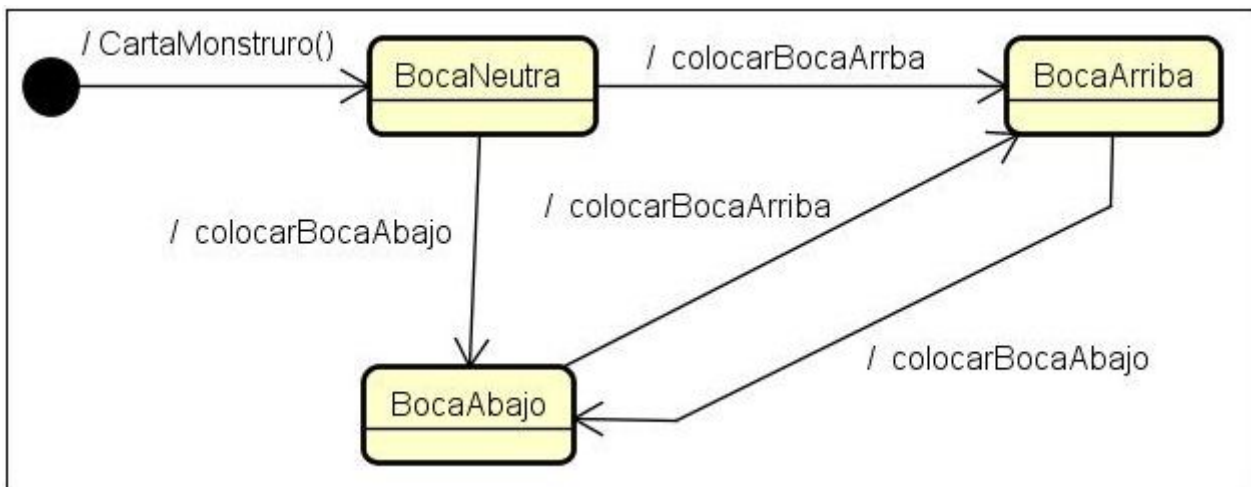 / CartaMonstruro()
BocaNeutra
/ colocarBocaArrba
BocaArriba
/ colocarBocaArriba
/ colocarBocaAbajo
/ colocarBocaAbajo
BocaAbajo